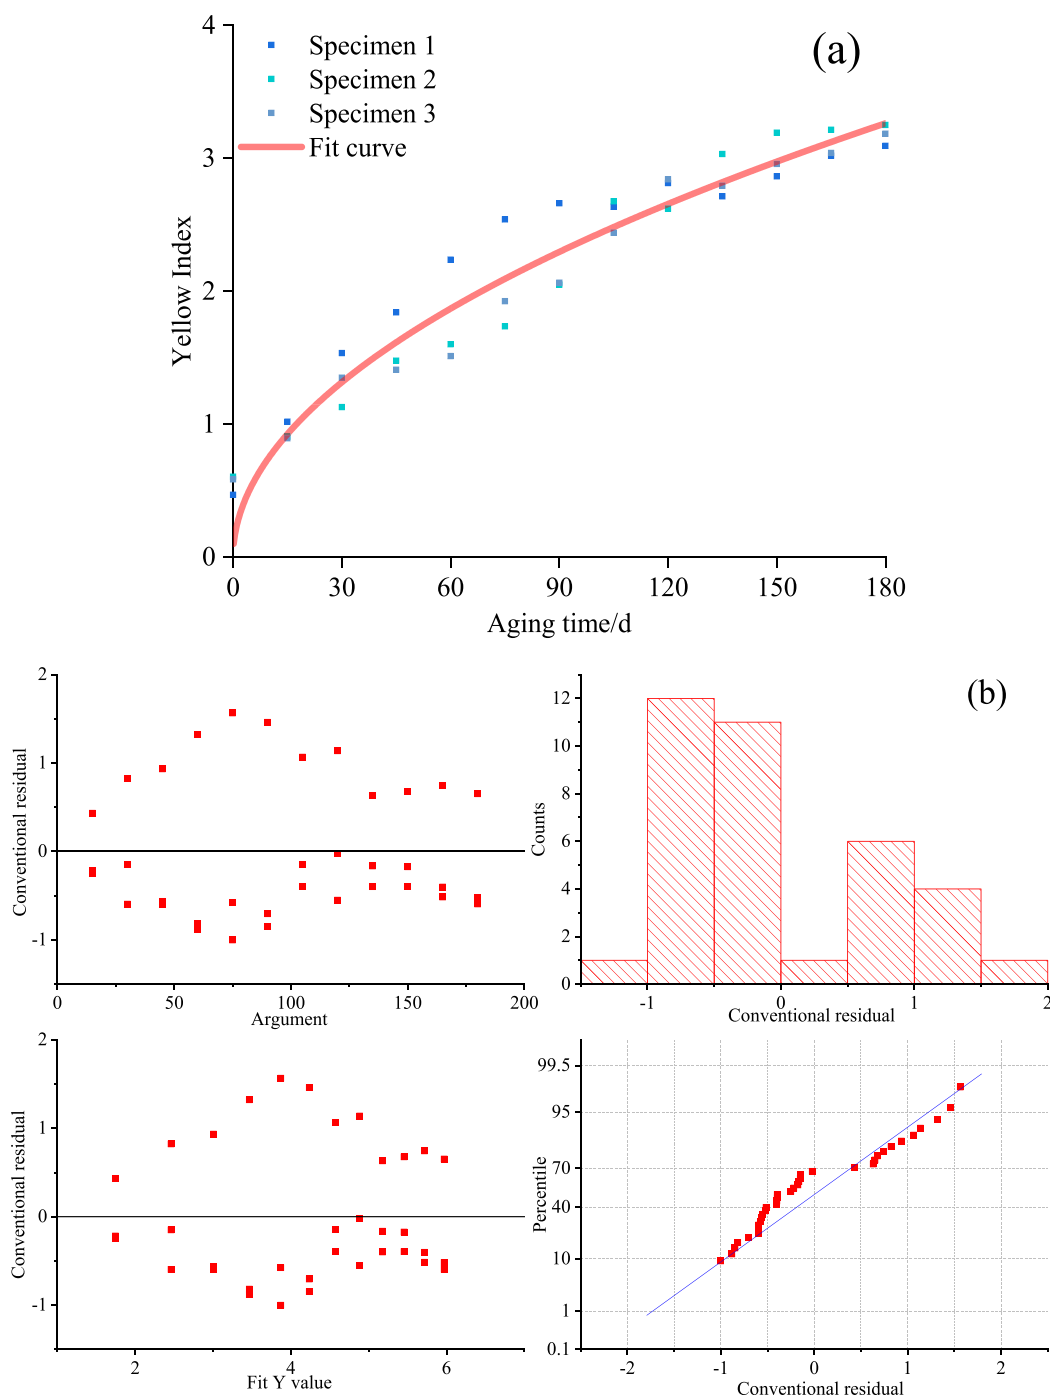 (a)
Specimen 1
Specimen 2
Specimen 3
Fit curve
4
3
2
1
0
Yellow Index
0 30 60 90 120 150 180
Aging time/d
2
1
0
-1
Conventional residual
0 50 100 150 200
Argument
(b)
12
10
8
6
4
2
0
Counts
-1 0 1 2
Conventional residual
2
1
0
-1
Conventional residual
2 4 6
Fit Y value
99.5
95
70
40
10
1
0.1
Percentile
-2 -1 0 1 2
Conventional residual